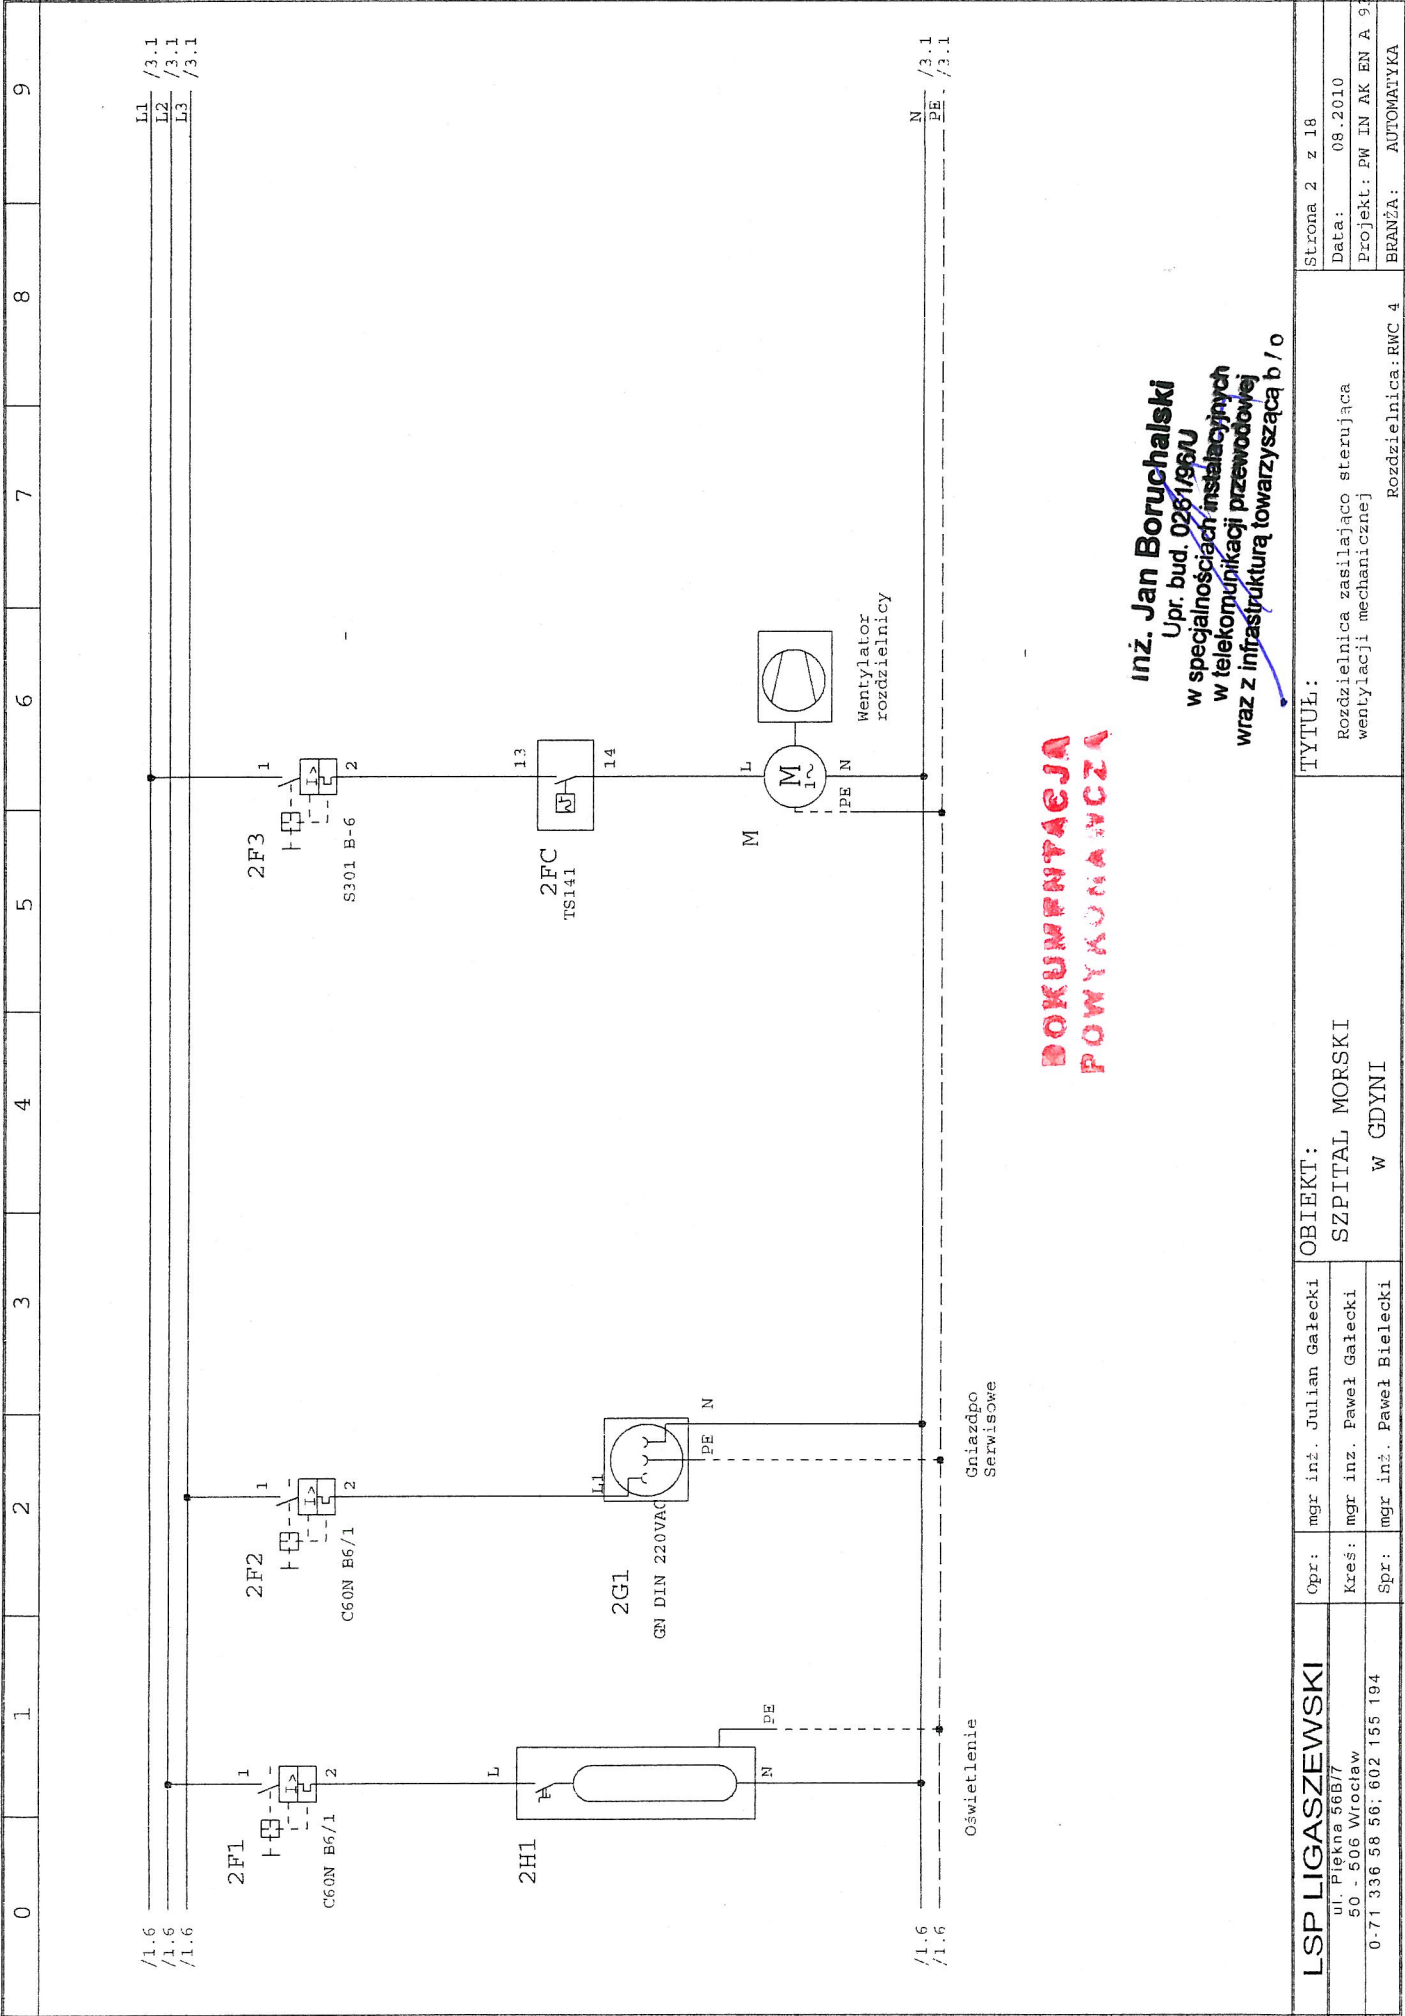 0 1 2 3 4 5 6 7 8 9
/1.6 L1 /3.1
/1.6 L2 /3.1
/1.6 L3 /3.1
2F1
1
2
C60N B6/1
2F2
1
2
C60N B6/1
2F3
1
2
S301 B-6
2H1
L
N
PE
Oświetlenie
2G1
GN DIN 220VAC
L1
PE
N
Gniazdpo
Serwisowe
2FC
TS141
13
14
M
L
M
1~
PE
N
Wentylator
rozdzielnicy
/1.6 N /3.1
/1.6 PE /3.1
DOKUMENTACJA
POWYKONAWCZA
inż. Jan Boruchalski
Upr. bud. 0261/96/U
w specjalnościach instalacyjnych
w telekomunikacji przewodowej
wraz z infrastrukturą towarzyszącą b / o
LSP LIGASZEWSKI
ul. Piękna 56B/7
50 - 506 Wrocław
0-71 336 58 56; 602 155 194
Opr: mgr inż. Julian Gałecki
Kreś: mgr inz. Paweł Gałecki
Spr: mgr inż. Paweł Bielecki
OBIEKT:
SZPITAL MORSKI
w GDYNI
TYTUŁ:
Rozdzielnica zasilająco sterująca
wentylacji mechanicznej
Rozdzielnica: RWC 4
Strona 2 z 18
Data: 08.2010
Projekt: PW IN AK EN A
BRANŻA: AUTOMATYKA